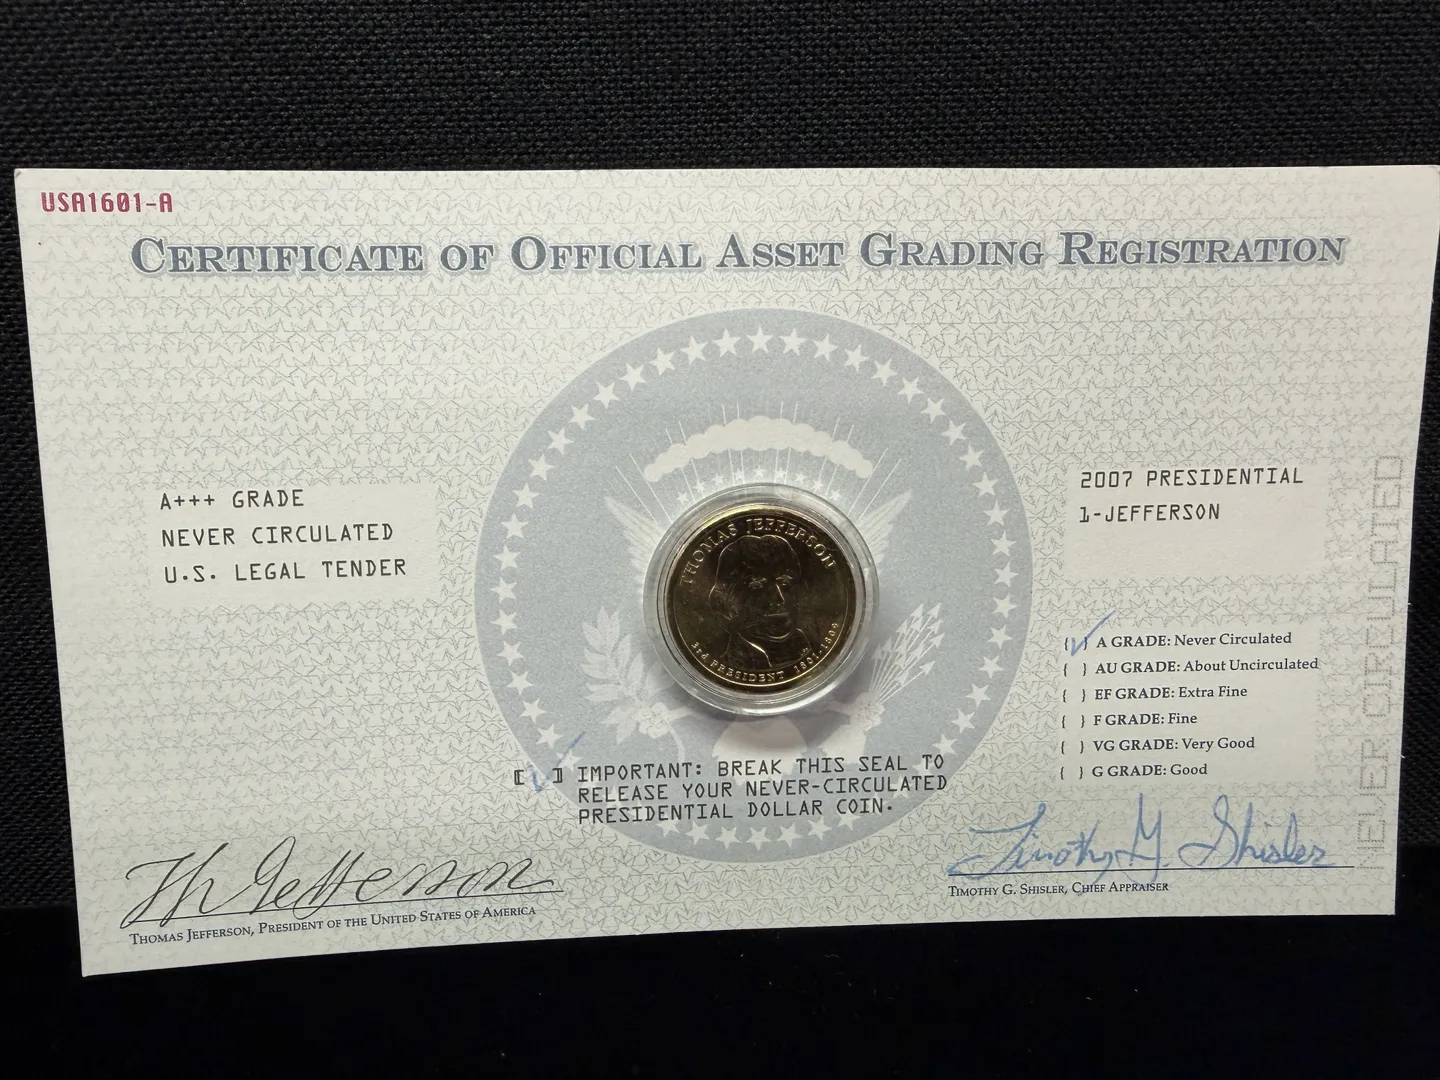 USA1601-A
CERTIFICATE OF OFFICIAL ASSET GRADING REGISTRATION
A+++ GRADE
NEVER CIRCULATED
U.S. LEGAL TENDER
2007 PRESIDENTIAL
1-JEFFERSON
THOMAS JEFFERSON
3rd PRESIDENT 1801-1809
{ } A GRADE: Never Circulated
{ } AU GRADE: About Uncirculated
{ } EF GRADE: Extra Fine
{ } F GRADE: Fine
{ } VG GRADE: Very Good
{ } G GRADE: Good
NEVER CIRCULATED
[ ] IMPORTANT: BREAK THIS SEAL TO
RELEASE YOUR NEVER-CIRCULATED
PRESIDENTIAL DOLLAR COIN.
Th Jefferson
THOMAS JEFFERSON, PRESIDENT OF THE UNITED STATES OF AMERICA
Timothy G. Shisler
TIMOTHY G. SHISLER, CHIEF APPRAISER